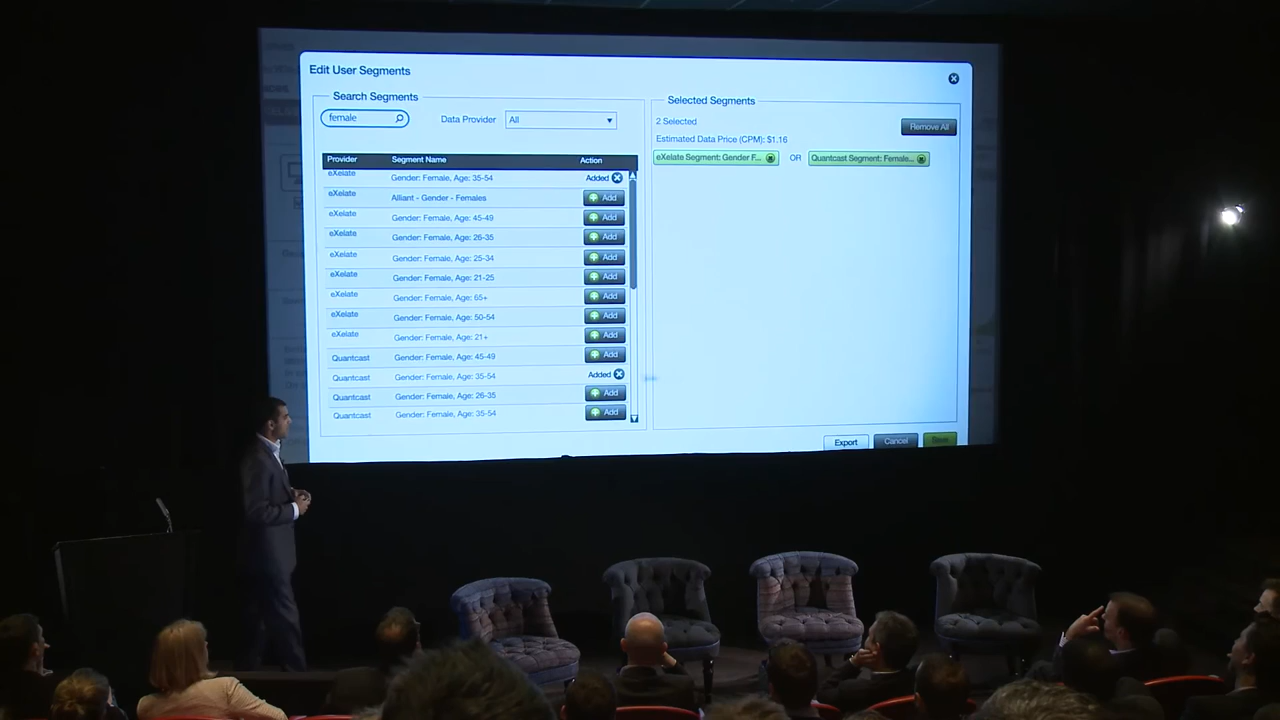 Edit User Segments
Search Segments
female
Data Provider
All
Provider Segment Name Action
eXelate Gender: Female, Age: 35-54 Added
eXelate Alliant - Gender - Females Add
eXelate Gender: Female, Age: 45-49 Add
eXelate Gender: Female, Age: 26-35 Add
eXelate Gender: Female, Age: 25-34 Add
eXelate Gender: Female, Age: 21-25 Add
eXelate Gender: Female, Age: 65+ Add
eXelate Gender: Female, Age: 50-54 Add
eXelate Gender: Female, Age: 21+ Add
Quantcast Gender: Female, Age: 45-49 Add
Quantcast Gender: Female, Age: 35-54 Added
Quantcast Gender: Female, Age: 26-35 Add
Quantcast Gender: Female, Age: 35-54 Add
Selected Segments
2 Selected
Remove All
Estimated Data Price (CPM): $1.16
eXelate Segment: Gender F... OR Quantcast Segment: Female...
Export Cancel Save